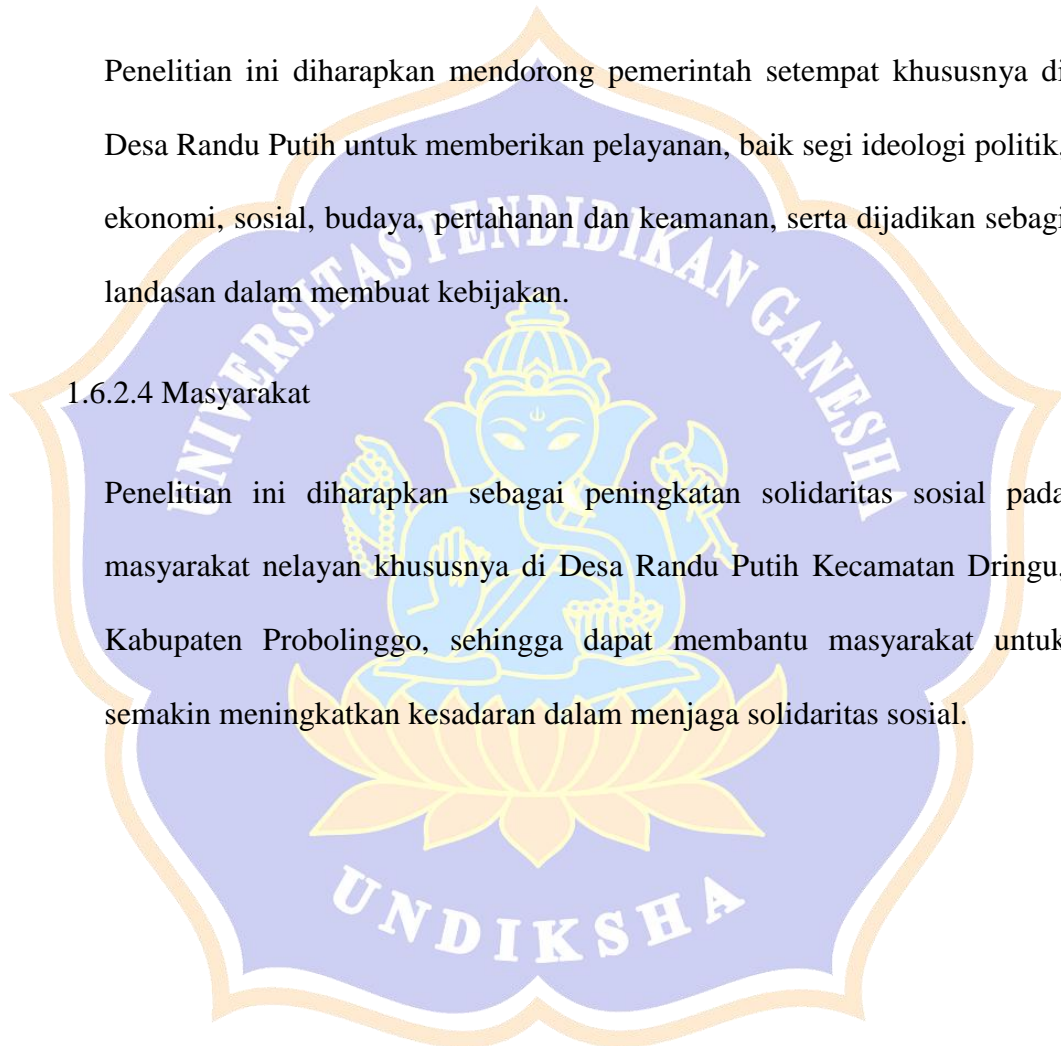 Penelitian ini diharapkan mendorong pemerintah setempat khususnya di
Desa Randu Putih untuk memberikan pelayanan, baik segi ideologi politik,
ekonomi, sosial, budaya, pertahanan dan keamanan, serta dijadikan sebagi
landasan dalam membuat kebijakan.
1.6.2.4 Masyarakat
Penelitian ini diharapkan sebagai peningkatan solidaritas sosial pada
masyarakat nelayan khususnya di Desa Randu Putih Kecamatan Dringu,
Kabupaten Probolinggo, sehingga dapat membantu masyarakat untuk
semakin meningkatkan kesadaran dalam menjaga solidaritas sosial.
UNIVERSITAS PENDIDIKAN GANESHA
UNDIKSHA